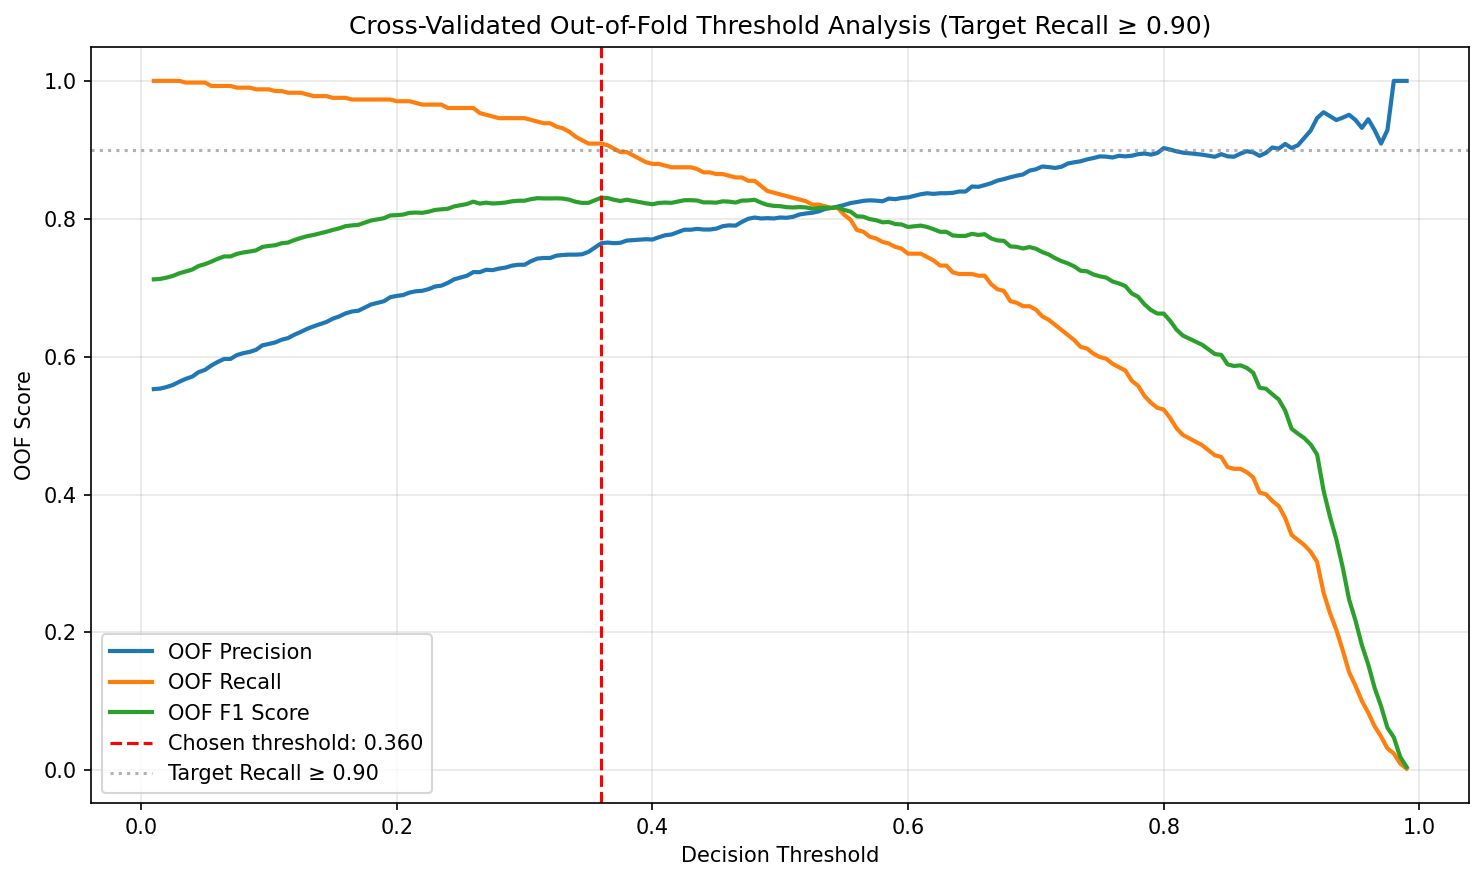 Cross-Validated Out-of-Fold Threshold Analysis (Target Recall ≥ 0.90)
1.0
0.8
0.6
0.4
0.2
0.0
OOF Score
OOF Precision
OOF Recall
OOF F1 Score
Chosen threshold: 0.360
Target Recall ≥ 0.90
0.0 0.2 0.4 0.6 0.8 1.0
Decision Threshold